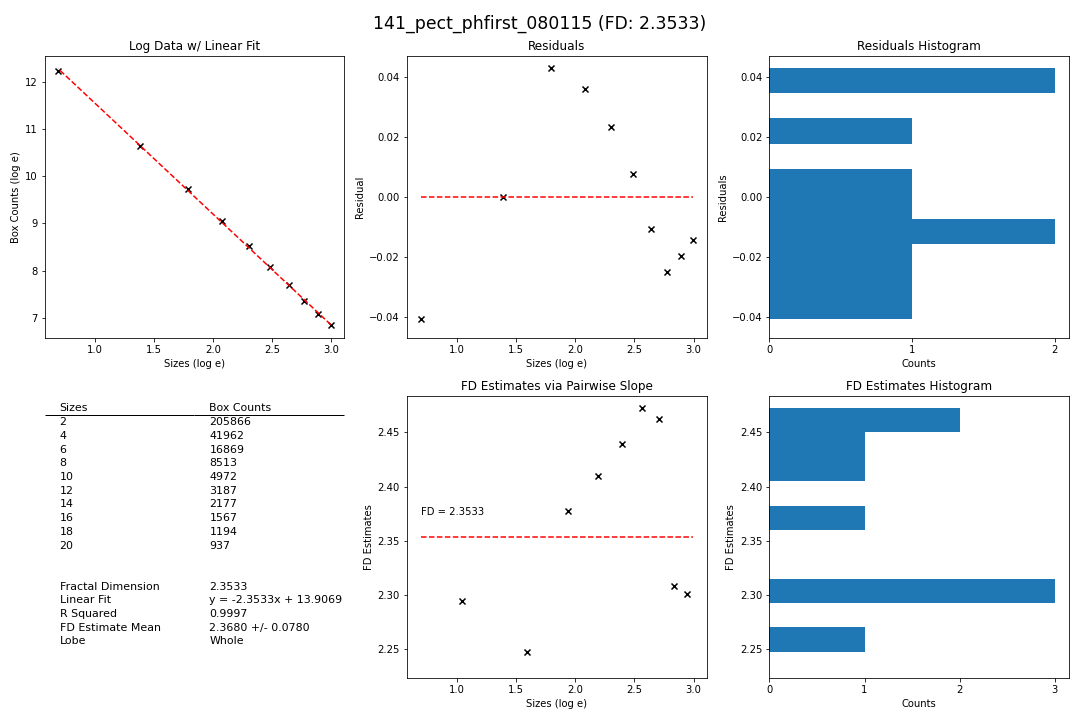 141_pect_phfirst_080115 (FD: 2.3533)
Log Data w/ Linear Fit
12
11
10
9
8
7
Box Counts (log e)
1.0 1.5 2.0 2.5 3.0
Sizes (log e)
Residuals
0.04
0.02
0.00
−0.02
−0.04
Residual
1.0 1.5 2.0 2.5 3.0
Sizes (log e)
Residuals Histogram
0.04
0.02
0.00
−0.02
−0.04
Residuals
0 1 2
Counts
Sizes Box Counts
2 205866
4 41962
6 16869
8 8513
10 4972
12 3187
14 2177
16 1567
18 1194
20 937
Fractal Dimension 2.3533
Linear Fit y = -2.3533x + 13.9069
R Squared 0.9997
FD Estimate Mean 2.3680 +/- 0.0780
Lobe Whole
FD Estimates via Pairwise Slope
2.45
2.40
2.35
2.30
2.25
FD Estimates
FD = 2.3533
1.0 1.5 2.0 2.5 3.0
Sizes (log e)
FD Estimates Histogram
2.45
2.40
2.35
2.30
2.25
FD Estimates
0 1 2 3
Counts